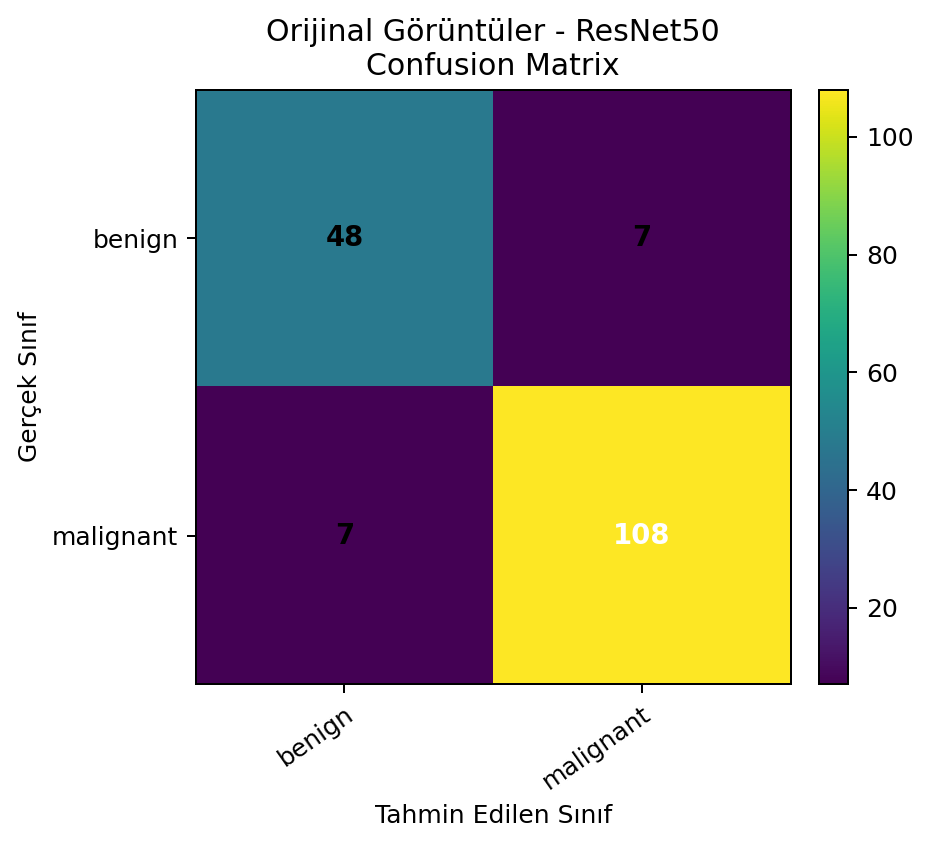 Orijinal Görüntüler - ResNet50
Confusion Matrix
Gerçek Sınıf
benign
48
7
malignant
7
108
benign
malignant
Tahmin Edilen Sınıf
100
80
60
40
20